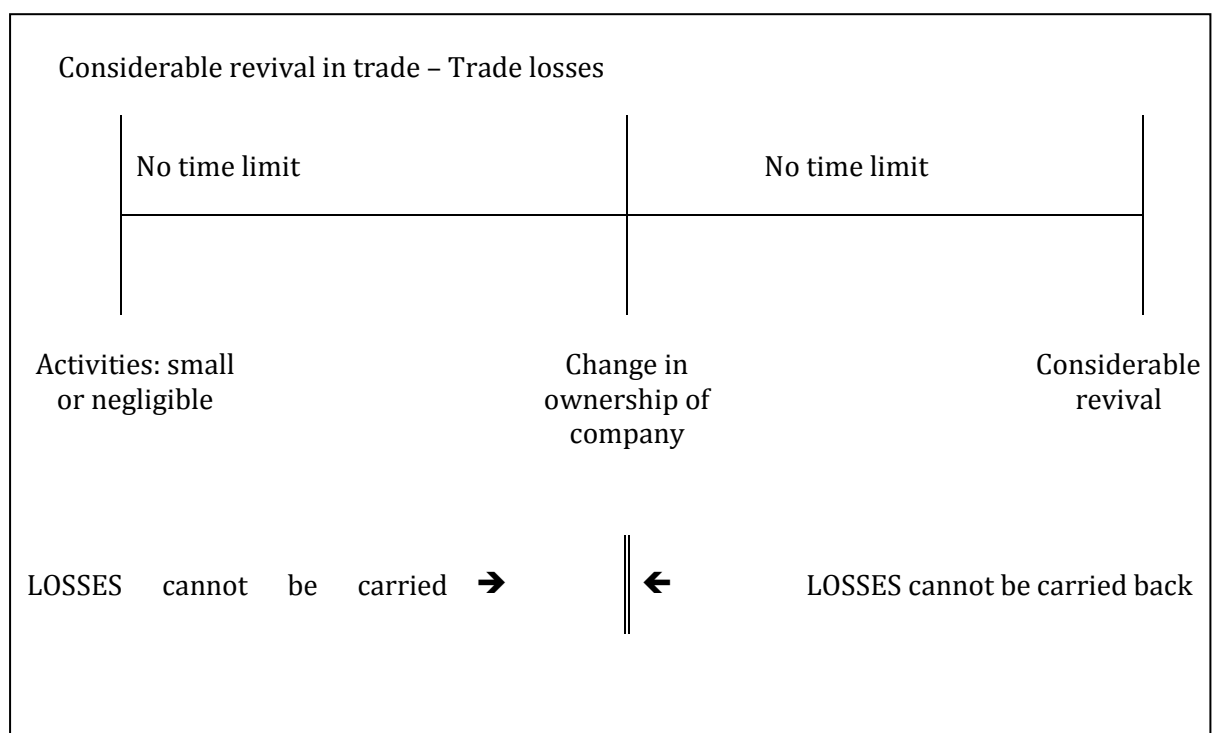 Considerable revival in trade – Trade losses
No time limit
No time limit
Activities: small
or negligible
Change in
ownership of
company
Considerable
revival
LOSSES cannot be carried ➔
🡸 LOSSES cannot be carried back